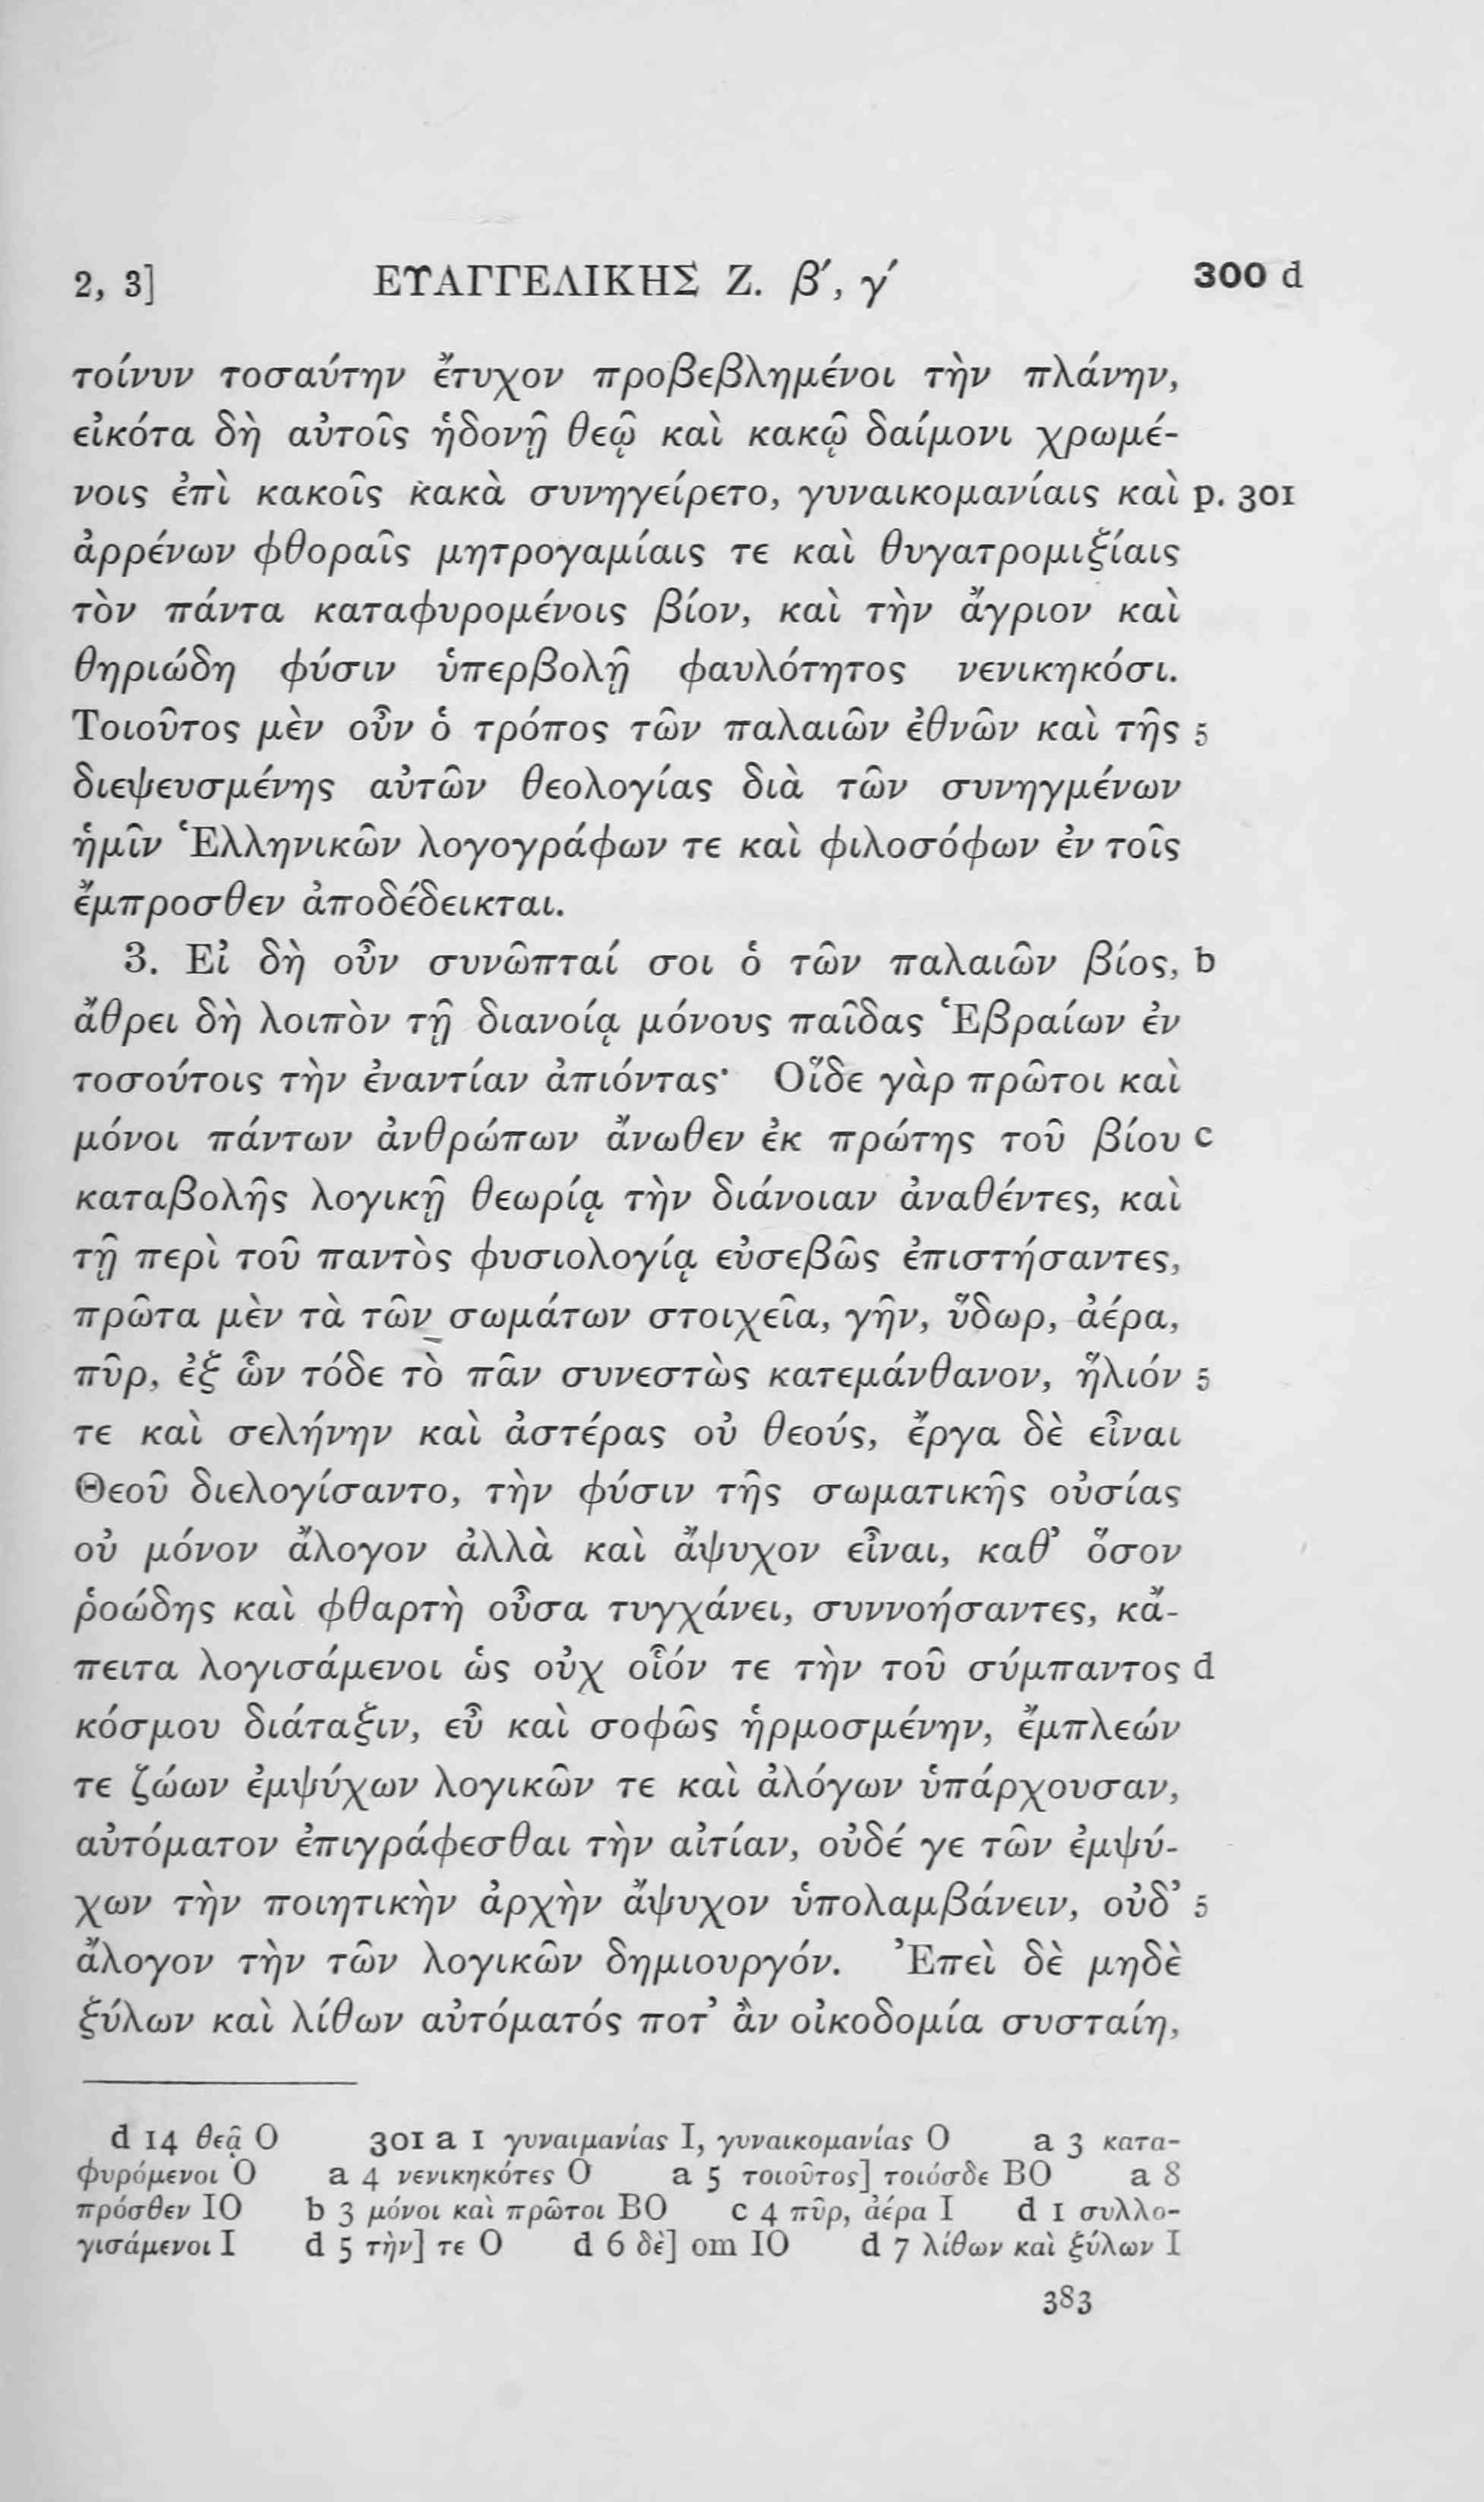 2, 3] ΕΥΑΓΓΕΛΙΚΗΣ Ζ. β΄, γ΄ 300 d
τοίνυν τοσαύτην ἔτυχον προβεβλημένοι τὴν πλάνην,
εἰκότα δὴ αὐτοῖς ἡδονῇ θεῷ καὶ κακῷ δαίμονι χρωμέ-
νοις ἐπὶ κακοῖς κακὰ συνηγείρετο, γυναικομανίαις καὶ p. 301
ἀρρένων φθοραῖς μητρογαμίαις τε καὶ θυγατρομιξίαις
τὸν πάντα καταφυρομένοις βίον, καὶ τὴν ἄγριον καὶ
θηριώδη φύσιν ὑπερβολῇ φαυλότητος νενικηκόσι.
Τοιοῦτος μὲν οὖν ὁ τρόπος τῶν παλαιῶν ἐθνῶν καὶ τῆς 5
διεψευσμένης αὐτῶν θεολογίας διὰ τῶν συνηγμένων
ἡμῖν Ἑλληνικῶν λογογράφων τε καὶ φιλοσόφων ἐν τοῖς
ἔμπροσθεν ἀποδέδεικται.
3. Εἰ δὴ οὖν συνῶπταί σοι ὁ τῶν παλαιῶν βίος, b
ἄθρει δὴ λοιπὸν τῇ διανοίᾳ μόνους παῖδας Ἑβραίων ἐν
τοσούτοις τὴν ἐναντίαν ἀπιόντας· Οἵδε γὰρ πρῶτοι καὶ
μόνοι πάντων ἀνθρώπων ἄνωθεν ἐκ πρώτης τοῦ βίου c
καταβολῆς λογικῇ θεωρίᾳ τὴν διάνοιαν ἀναθέντες, καὶ
τῇ περὶ τοῦ παντὸς φυσιολογίᾳ εὐσεβῶς ἐπιστήσαντες,
πρῶτα μὲν τὰ τῶν σωμάτων στοιχεῖα, γῆν, ὕδωρ, ἀέρα,
πῦρ, ἐξ ὧν τόδε τὸ πᾶν συνεστὼς κατεμάνθανον, ἥλιόν 5
τε καὶ σελήνην καὶ ἀστέρας οὐ θεούς, ἔργα δὲ εἶναι
Θεοῦ διελογίσαντο, τὴν φύσιν τῆς σωματικῆς οὐσίας
οὐ μόνον ἄλογον ἀλλὰ καὶ ἄψυχον εἶναι, καθ’ ὅσον
ῥοώδης καὶ φθαρτὴ οὖσα τυγχάνει, συννοήσαντες, κἄ-
πειτα λογισάμενοι ὡς οὐχ οἷόν τε τὴν τοῦ σύμπαντος d
κόσμου διάταξιν, εὖ καὶ σοφῶς ἡρμοσμένην, ἔμπλεών
τε ζώων ἐμψύχων λογικῶν τε καὶ ἀλόγων ὑπάρχουσαν,
αὐτόματον ἐπιγράφεσθαι τὴν αἰτίαν, οὐδέ γε τῶν ἐμψύ-
χων τὴν ποιητικὴν ἀρχὴν ἄψυχον ὑπολαμβάνειν, οὐδ’ 5
ἄλογον τὴν τῶν λογικῶν δημιουργόν. Ἐπεὶ δὲ μηδὲ
ξύλων καὶ λίθων αὐτόματός ποτ’ ἂν οἰκοδομία συσταίη,
d 14 θεᾷ O 301 a 1 γυναιμανίας I, γυναικομανίας O a 3 κατα-
φυρόμενοι O a 4 νενικηκότες O a 5 τοιοῦτος] τοιόσδε BO a 8
πρόσθεν IO b 3 μόνοι καὶ πρῶτοι BO c 4 πῦρ, ἀέρα I d 1 συλλο-
γισάμενοι I d 5 τὴν] τε O d 6 δὲ] om IO d 7 λίθων καὶ ξύλων I
383